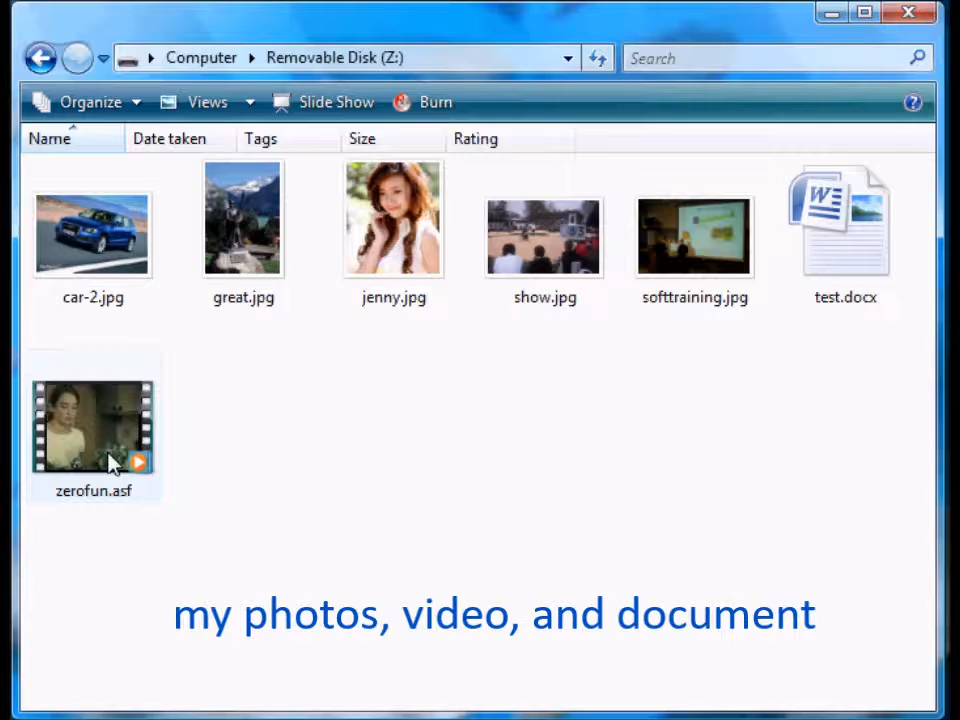 Computer Removable Disk (Z:) Search
Organize Views Slide Show Burn
Name Date taken Tags Size Rating
car-2.jpg great.jpg jenny.jpg show.jpg softtraining.jpg test.docx
zerofun.asf
my photos, video, and document